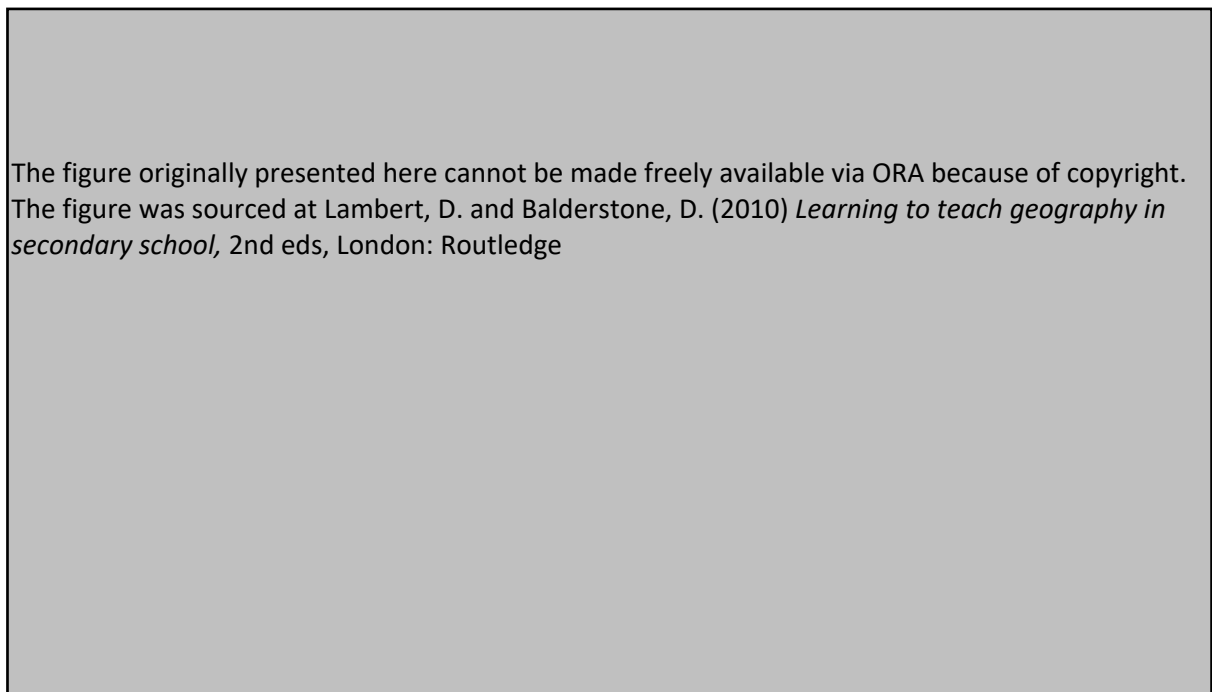 The figure originally presented here cannot be made freely available via ORA because of copyright.
The figure was sourced at Lambert, D. and Balderstone, D. (2010) Learning to teach geography in
secondary school, 2nd eds, London: Routledge